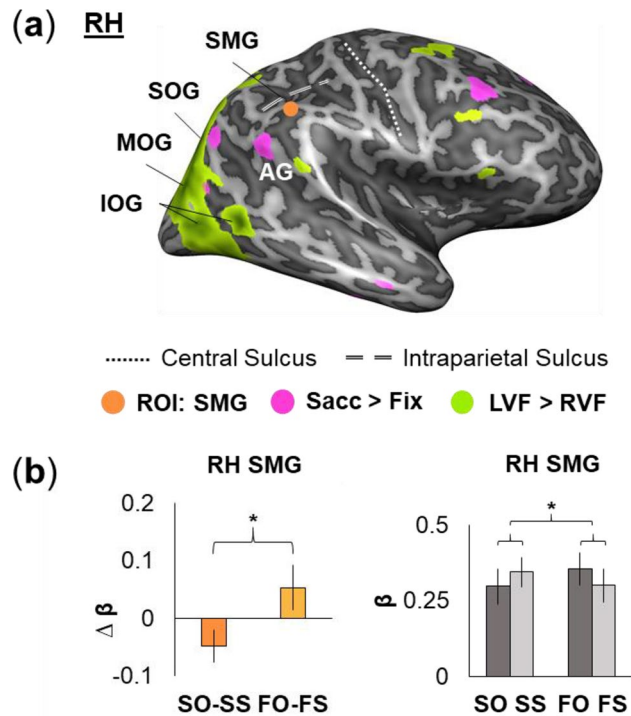 (a) RH
SMG
SOG
MOG
IOG
AG
Central Sulcus Intraparietal Sulcus
ROI: SMG Sacc > Fix LVF > RVF
(b)
RH SMG
0.2
0.1
0
-0.1
Δ β
*
SO-SS FO-FS
RH SMG
0.5
0.25
0
β
*
SO SS FO FS